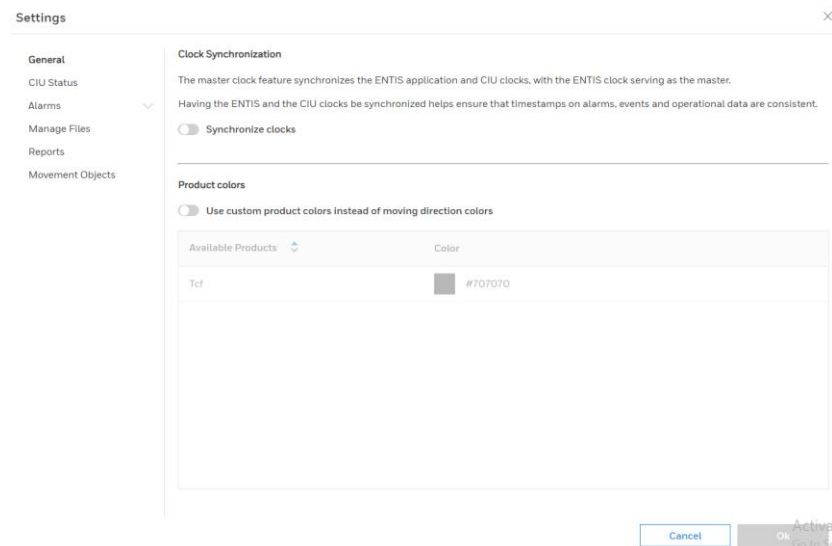 Settings
General
CIU Status
Alarms
Manage Files
Reports
Movement Objects
Clock Synchronization
The master clock feature synchronizes the ENTIS application and CIU clocks, with the ENTIS clock serving as the master.
Having the ENTIS and the CIU clocks be synchronized helps ensure that timestamps on alarms, events and operational data are consistent.
Synchronize clocks
Product colors
Use custom product colors instead of moving direction colors
Available Products Color
Tcf #707070
Cancel Ok
Activa
Go to S